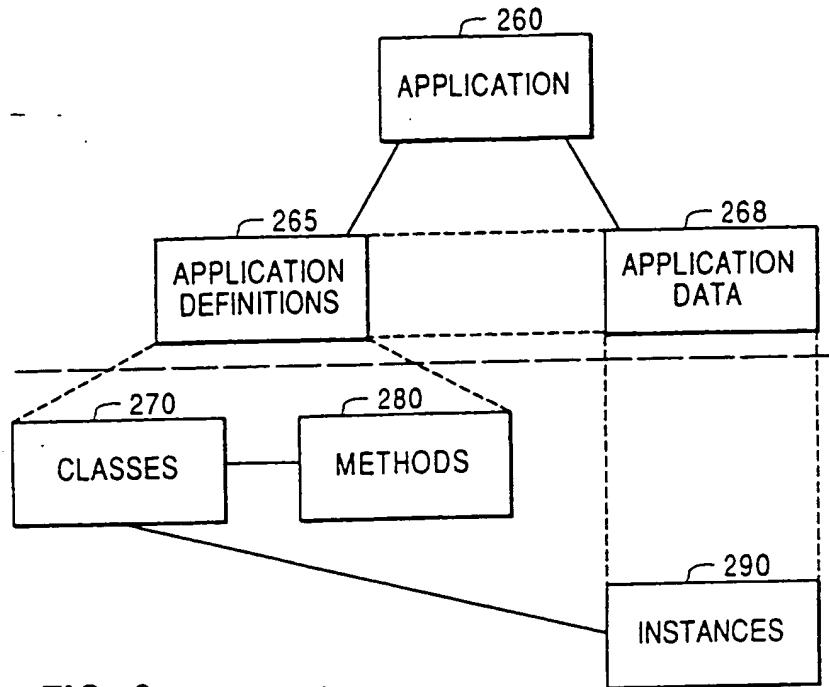 260
APPLICATION
265
APPLICATION
DEFINITIONS
268
APPLICATION
DATA
270
CLASSES
280
METHODS
290
INSTANCES